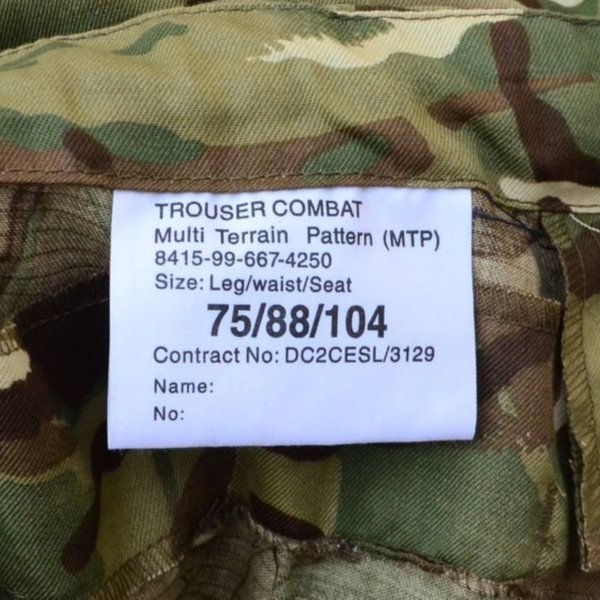 TROUSER COMBAT
Multi Terrain Pattern (MTP)
8415-99-667-4250
Size: Leg/waist/Seat
75/88/104
Contract No: DC2CESL/3129
Name:
No: